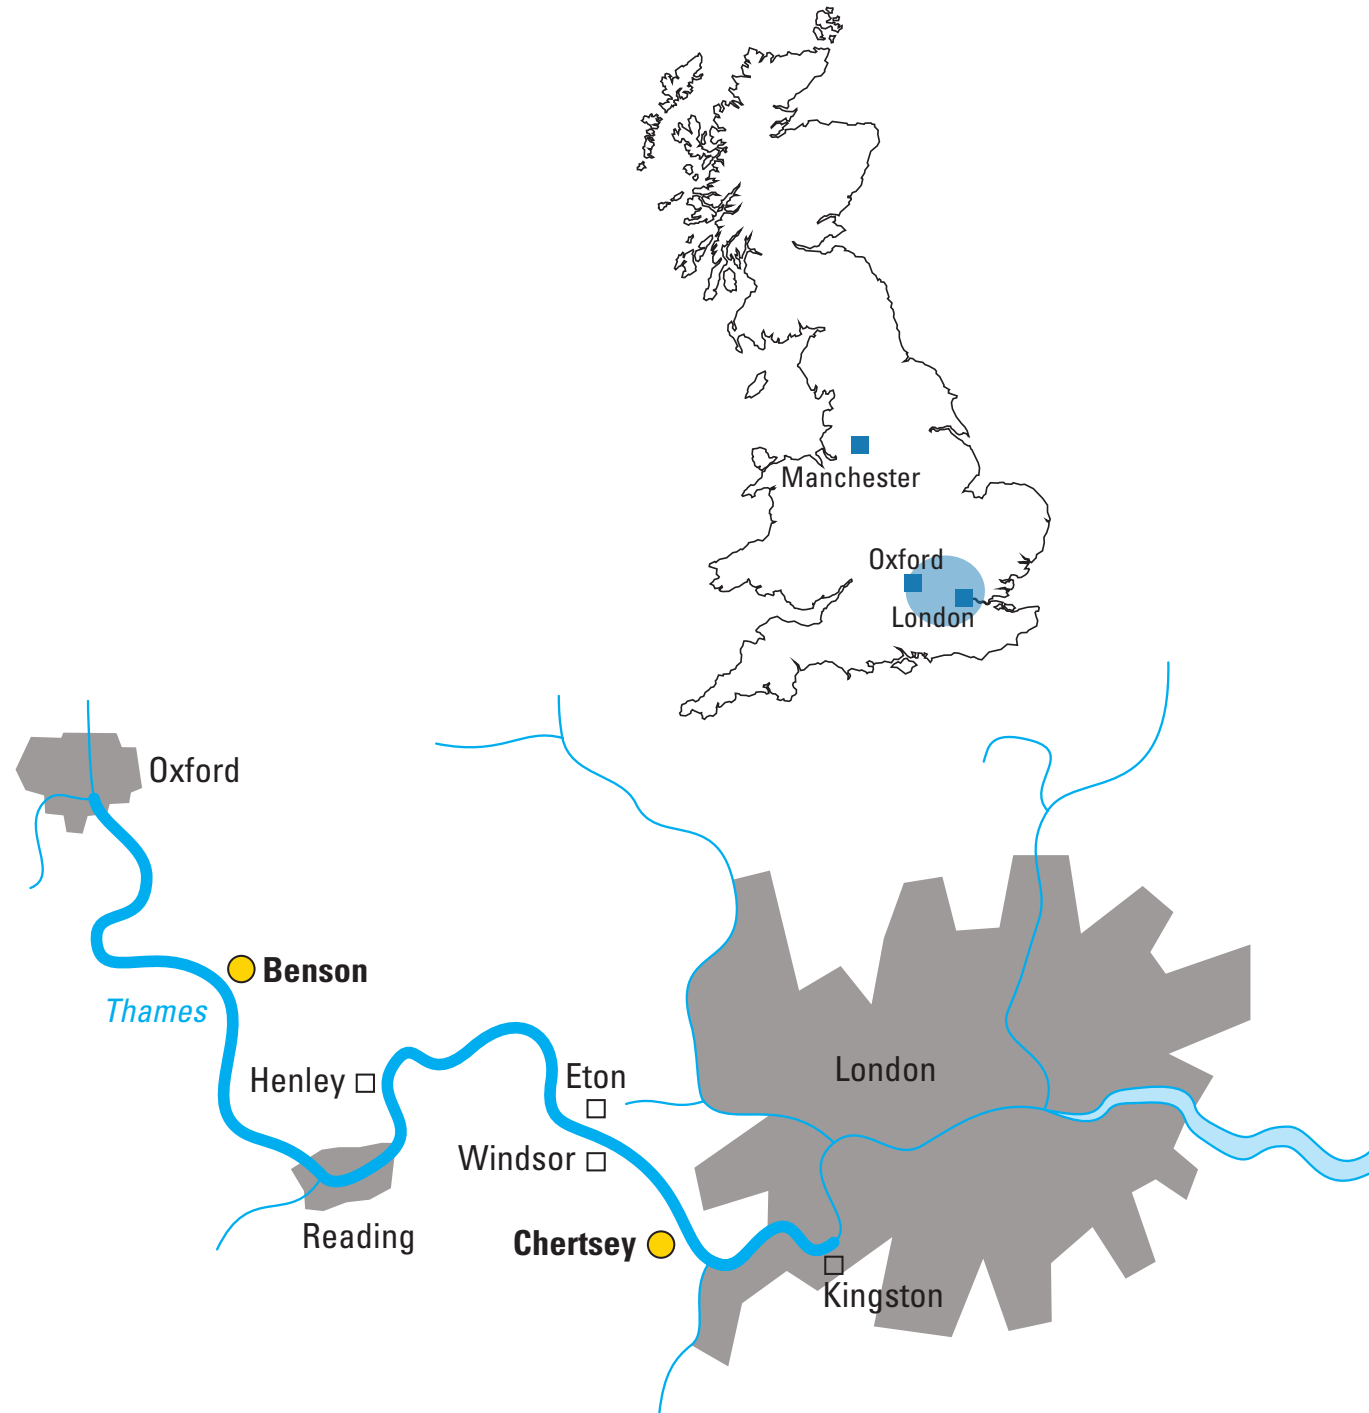 Manchester
Oxford
London
Oxford
Benson
Thames
London
Henley
Eton
Windsor
Reading
Chertsey
Kingston